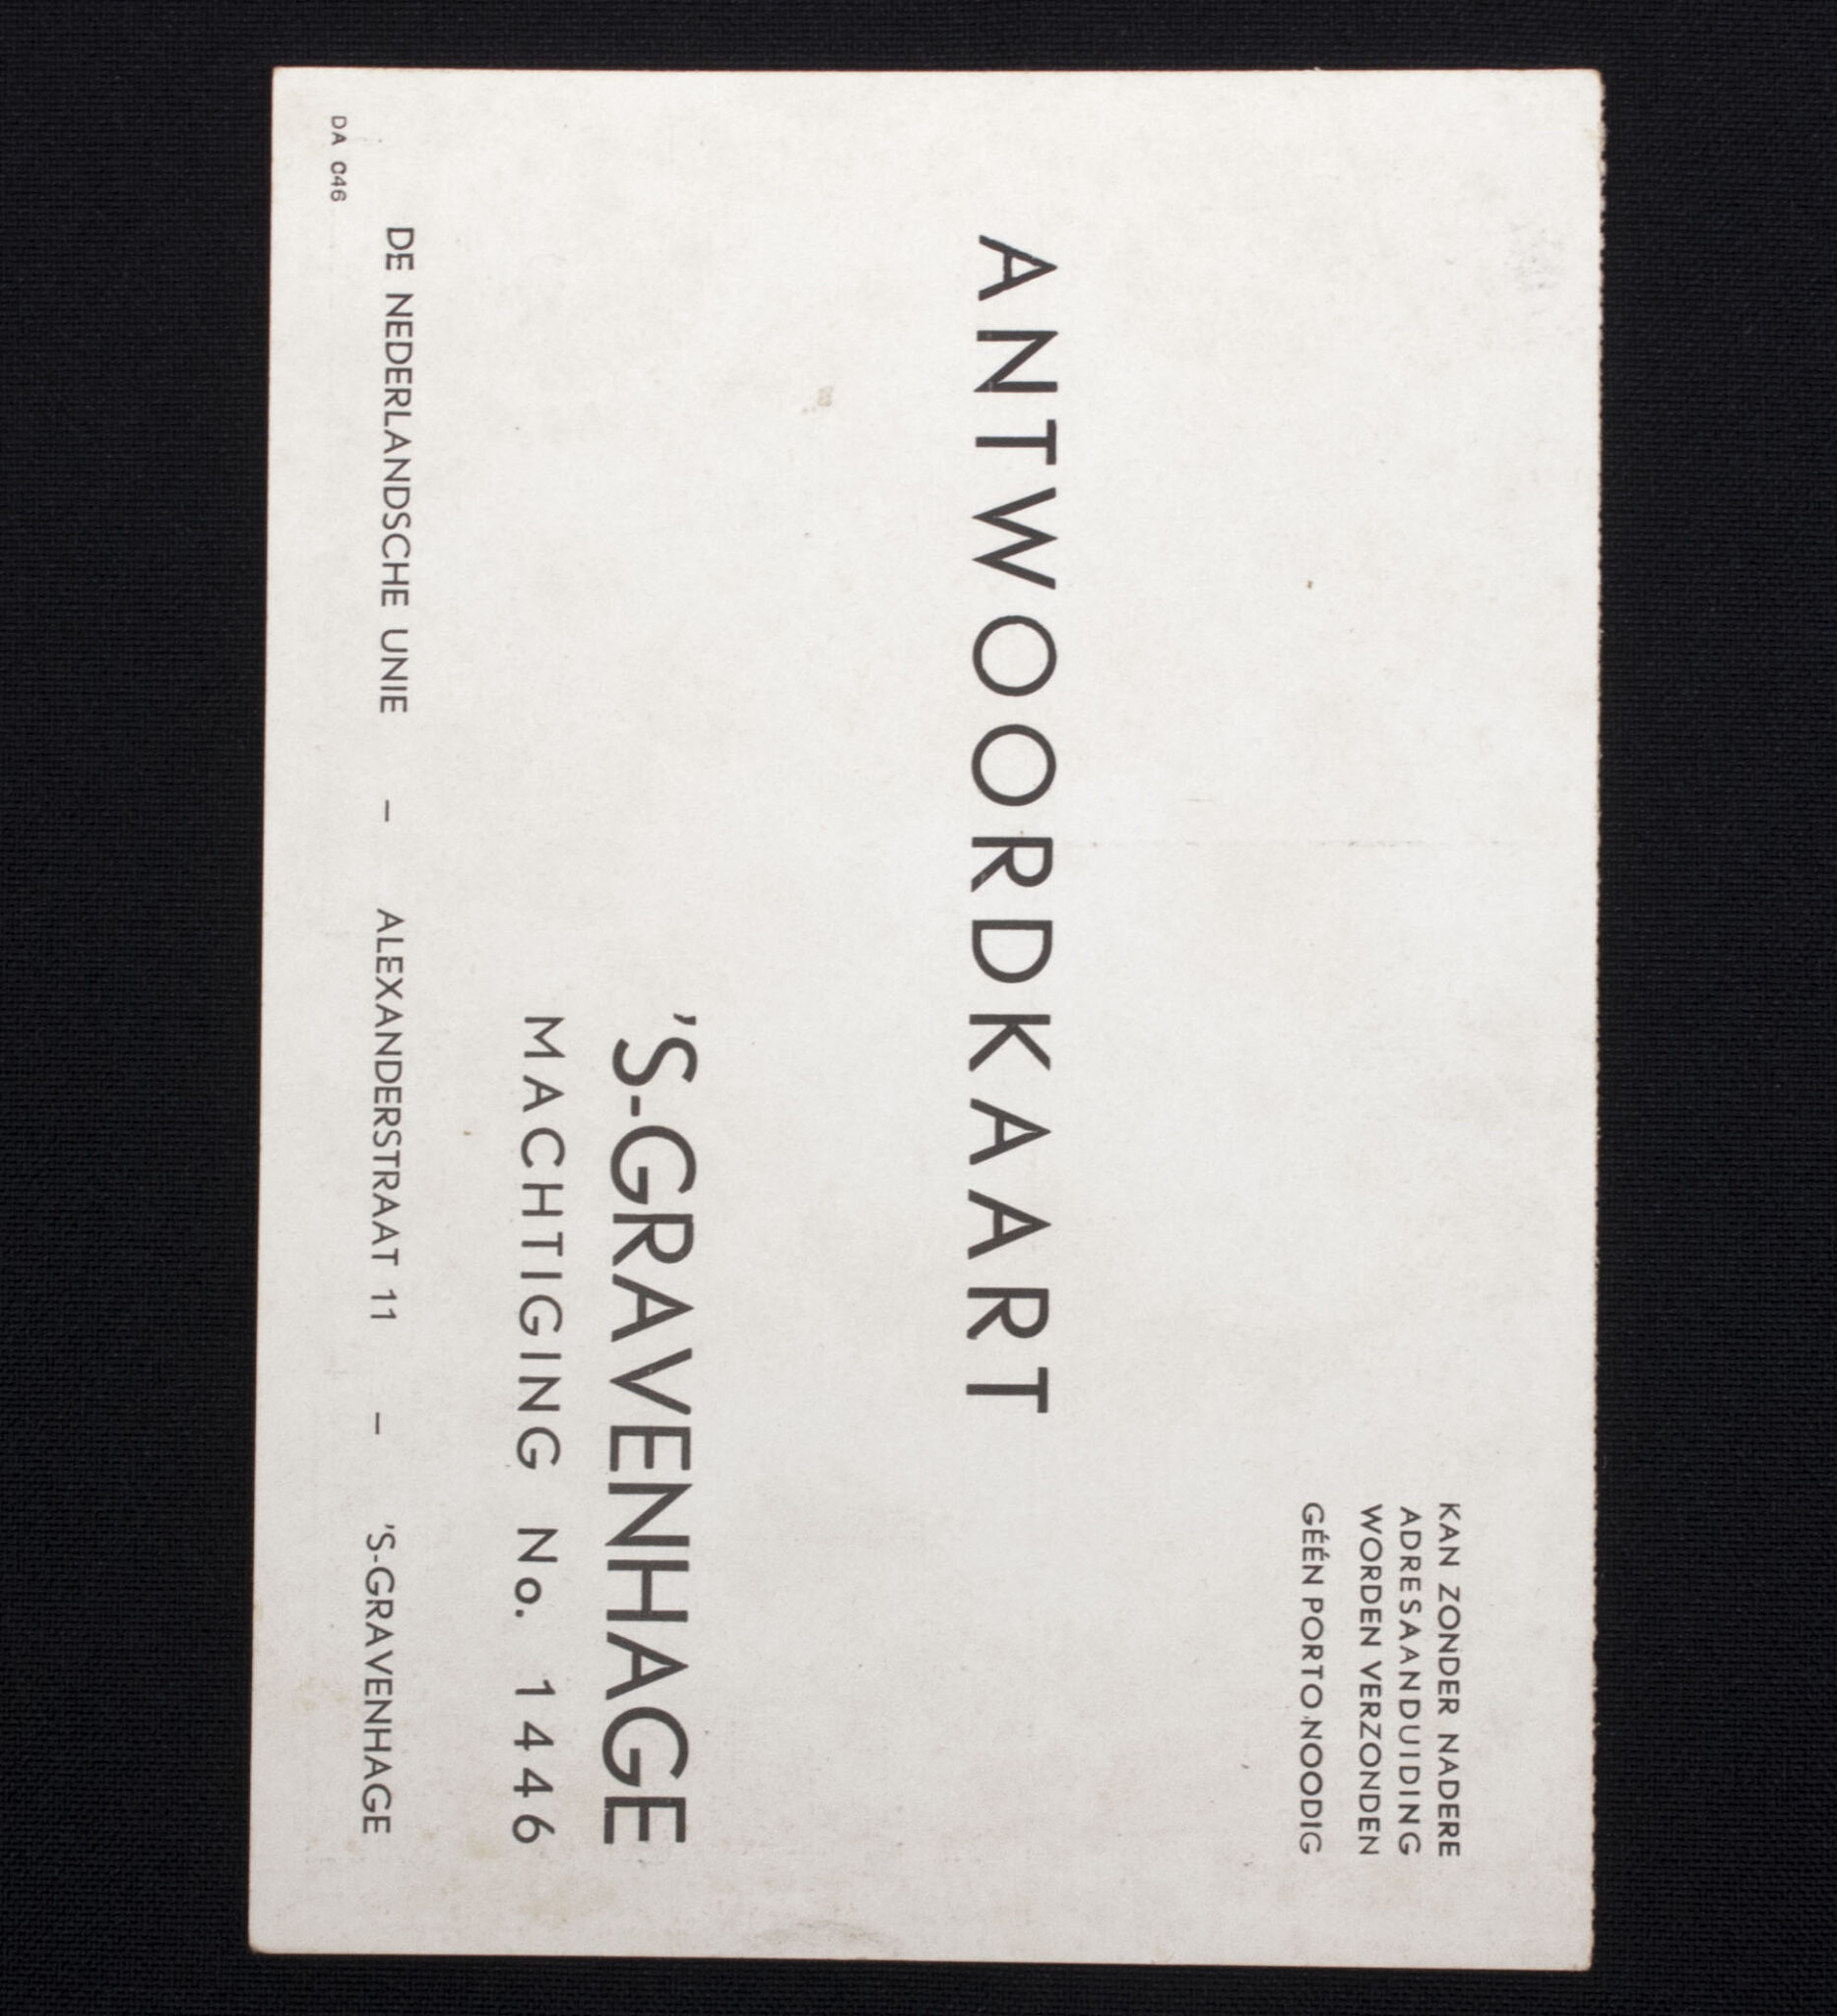 KAN ZONDER NADERE
ADRESAANDUIDING
WORDEN VERZONDEN
GÉÉN PORTO NOODIG
ANTWOORDKAART
'S-GRAVENHAGE
MACHTIGING No. 1446
DE NEDERLANDSCHE UNIE – ALEXANDERSTRAAT 11 – 'S-GRAVENHAGE
DA 046